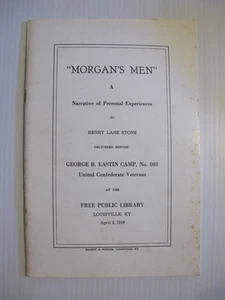 "MORGAN'S MEN"
A
Narrative of Personal Experiences
by
HENRY LANE STONE
DELIVERED BEFORE
GEORGE B. EASTIN CAMP, No. 803
United Confederate Veterans
AT THE
FREE PUBLIC LIBRARY
LOUISVILLE, KY.
April 8, 1919